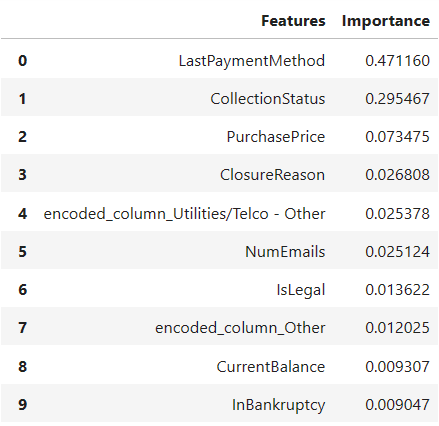 Features Importance
0 LastPaymentMethod 0.471160
1 CollectionStatus 0.295467
2 PurchasePrice 0.073475
3 ClosureReason 0.026808
4 encoded_column_Utilities/Telco - Other 0.025378
5 NumEmails 0.025124
6 IsLegal 0.013622
7 encoded_column_Other 0.012025
8 CurrentBalance 0.009307
9 InBankruptcy 0.009047